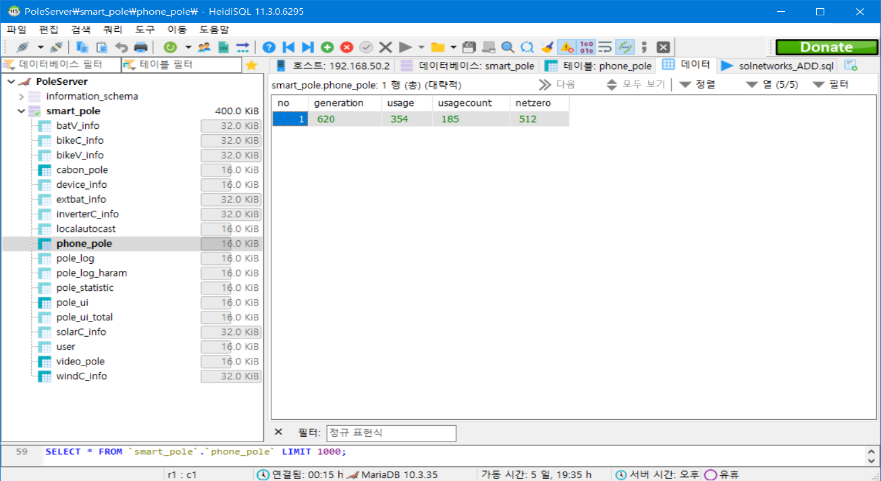 PoleServer₩smart_pole₩phone_pole₩ - HeidiSQL 11.3.0.6295
파일 편집 검색 쿼리 도구 이동 도움말
Donate
데이터베이스 필터 테이블 필터
호스트: 192.168.50.2 데이터베이스: smart_pole 테이블: phone_pole 데이터 solnetworks_ADD.sql
PoleServer
information_schema
smart_pole 400.0 KiB
batV_info 32.0 KiB
bikeC_info 32.0 KiB
bikeV_info 32.0 KiB
cabon_pole 16.0 KiB
device_info 16.0 KiB
extbat_info 32.0 KiB
inverterC_info 32.0 KiB
localautocast 16.0 KiB
phone_pole 16.0 KiB
pole_log 16.0 KiB
pole_log_haram 16.0 KiB
pole_statistic 16.0 KiB
pole_ui 16.0 KiB
pole_ui_total 16.0 KiB
solarC_info 32.0 KiB
user 16.0 KiB
video_pole 16.0 KiB
windC_info 32.0 KiB
smart_pole.phone_pole: 1 행 (총) (대략적) 다음 모두 보기 정렬 열 (5/5) 필터
no generation usage usagecount netzero
1 620 354 185 512
필터: 정규 표현식
59 SELECT * FROM `smart_pole`.`phone_pole` LIMIT 1000;
r1 : c1 연결됨: 00:15 h MariaDB 10.3.35 가동 시간: 5 일, 19:35 h 서버 시간: 오후 유휴